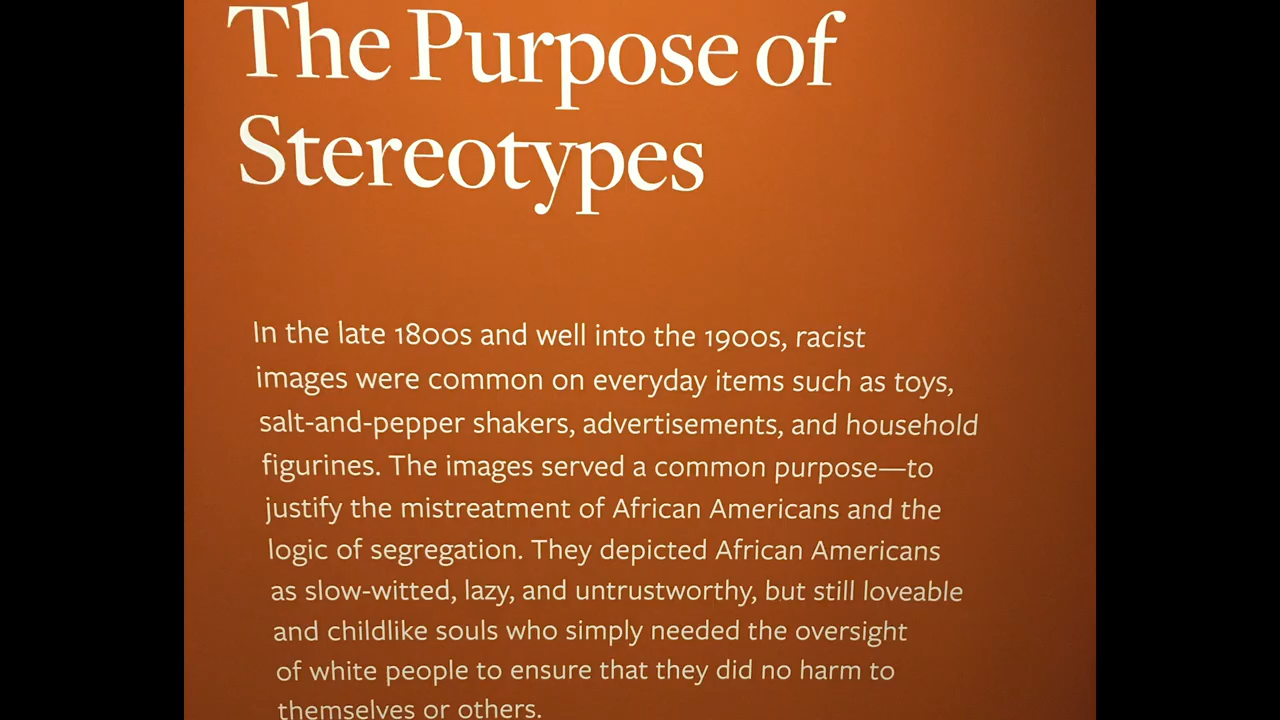 The Purpose of
Stereotypes
In the late 1800s and well into the 1900s, racist
images were common on everyday items such as toys,
salt-and-pepper shakers, advertisements, and household
figurines. The images served a common purpose—to
justify the mistreatment of African Americans and the
logic of segregation. They depicted African Americans
as slow-witted, lazy, and untrustworthy, but still loveable
and childlike souls who simply needed the oversight
of white people to ensure that they did no harm to
themselves or others.